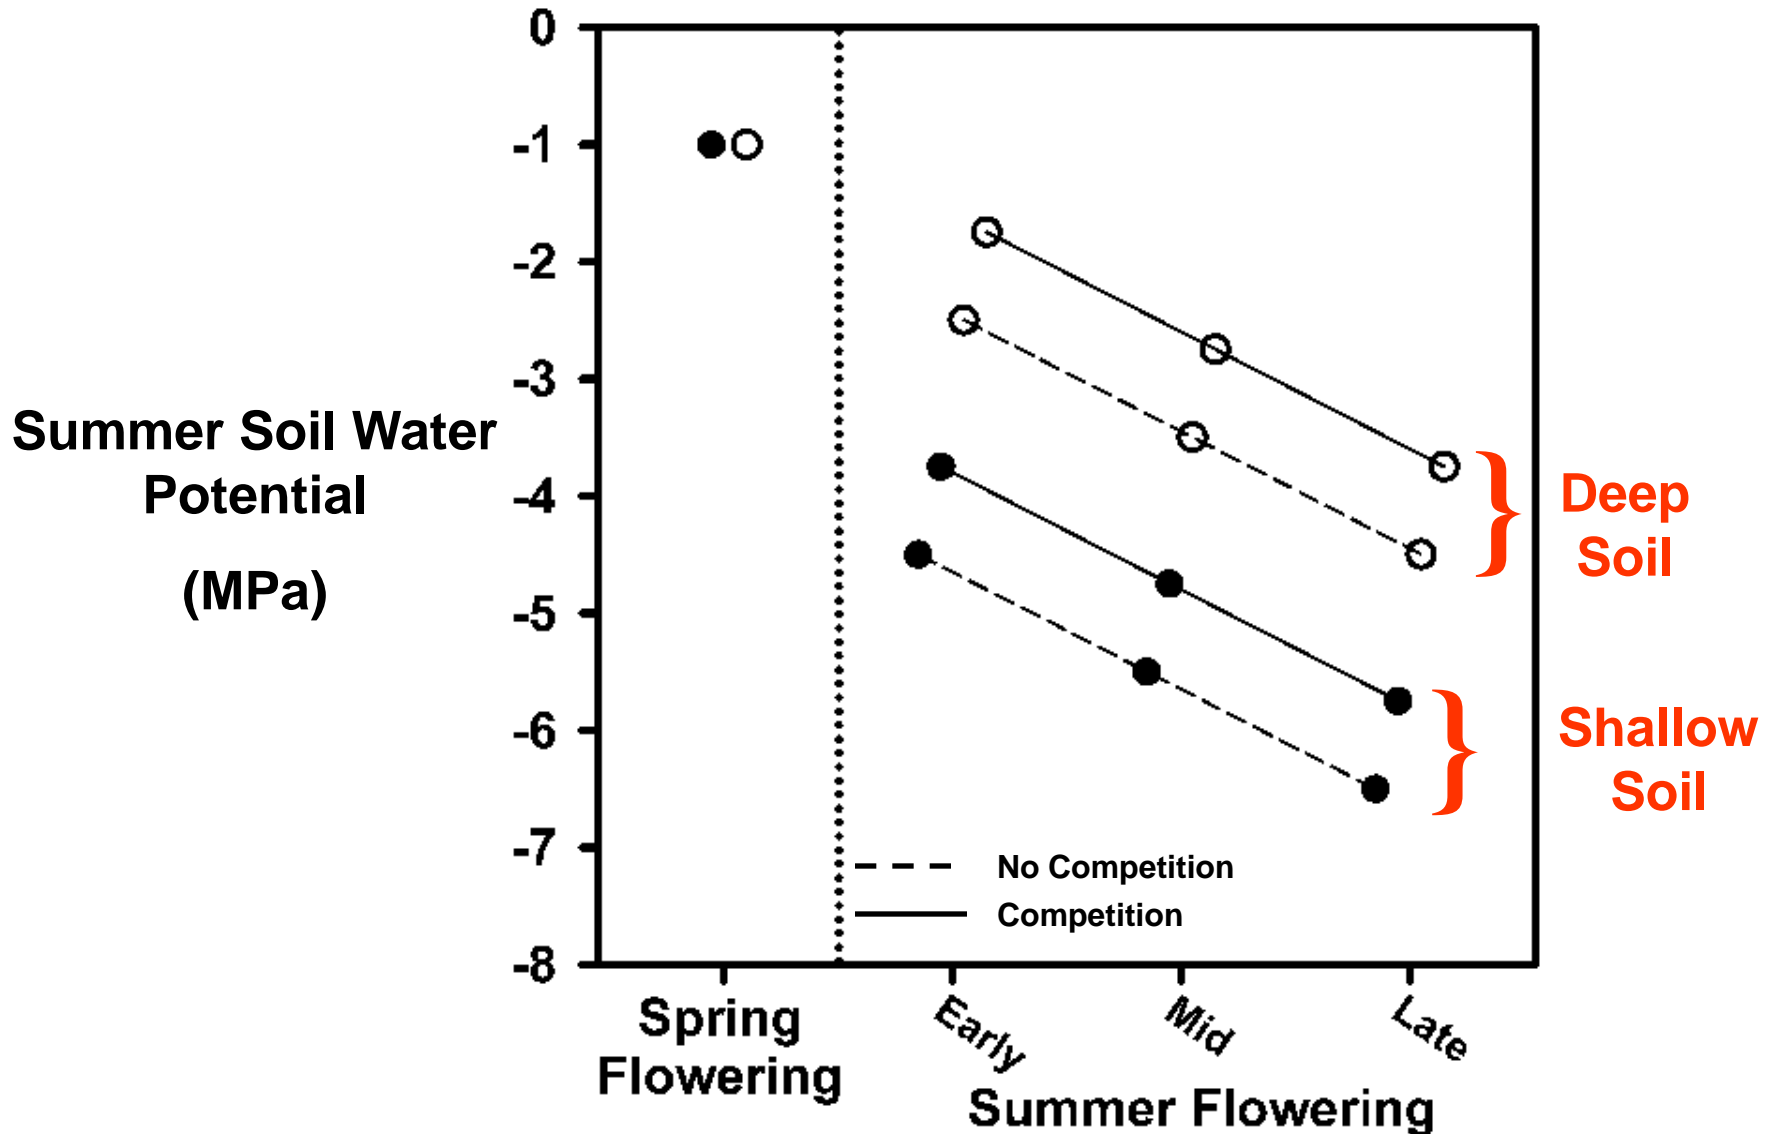 0
-1
-2
-3
-4
-5
-6
-7
-8
Summer Soil Water
Potential
(MPa)
Deep
Soil
Shallow
Soil
No Competition
Competition
Spring
Flowering
Early
Mid
Late
Summer Flowering